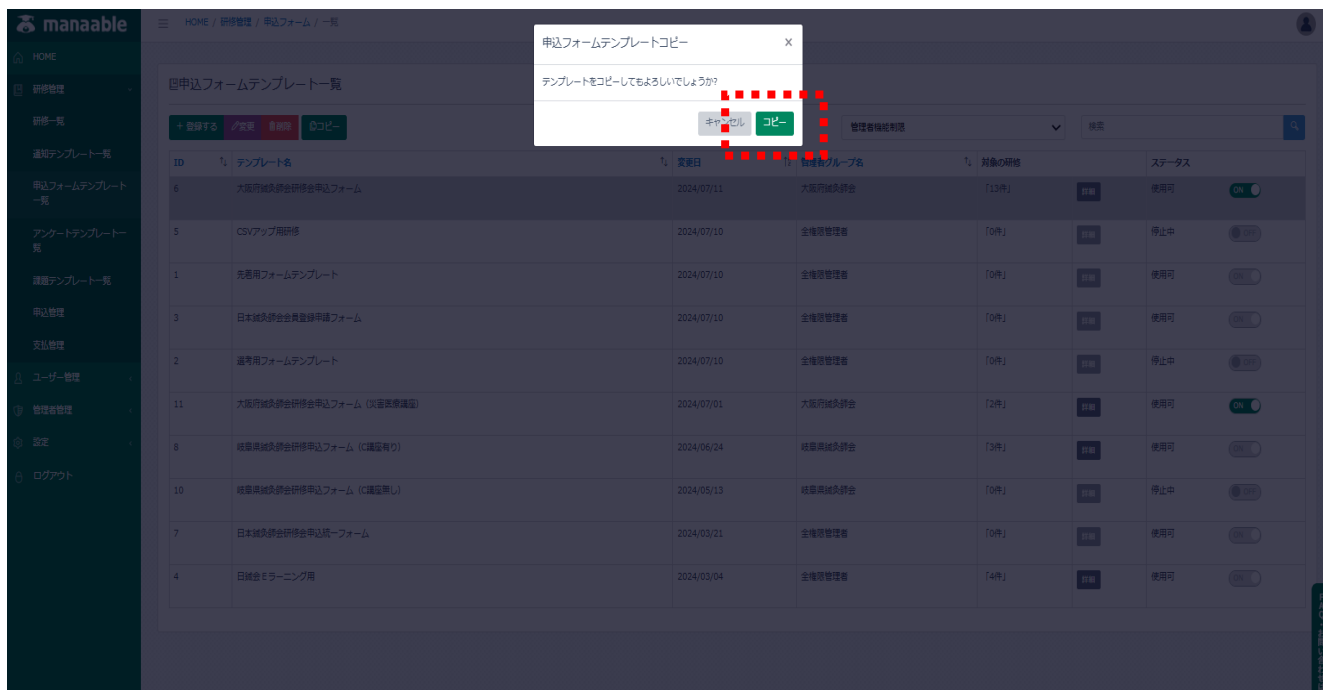 manaable
HOME / 研修管理 / 申込フォーム / 一覧
HOME
研修管理
研修一覧
通知テンプレート一覧
申込フォームテンプレート
一覧
アンケートテンプレート一
覧
課題テンプレート一覧
申込管理
支払管理
ユーザー管理
管理者管理
設定
ログアウト
申込フォームテンプレートコピー ×
テンプレートをコピーしてもよろしいでしょうか?
キャンセル コピー
申込フォームテンプレート一覧
+ 登録する 変更 削除 コピー 管理者機能制限 検索
ID テンプレート名 変更日 管理者グループ名 対象の研修 ステータス
6 大阪府鍼灸師会研修会申込フォーム 2024/07/11 大阪府鍼灸師会 「13件」 詳細 使用可 ON
5 CSVアップ用研修 2024/07/10 全権限管理者 「0件」 詳細 停止中 OFF
1 先着用フォームテンプレート 2024/07/10 全権限管理者 「0件」 詳細 使用可 ON
3 日本鍼灸師会会員登録申請フォーム 2024/07/10 全権限管理者 「0件」 詳細 使用可 ON
2 選考用フォームテンプレート 2024/07/10 全権限管理者 「0件」 詳細 停止中 OFF
11 大阪府鍼灸師会研修会申込フォーム（災害医療講座） 2024/07/01 大阪府鍼灸師会 「2件」 詳細 使用可 ON
8 岐阜県鍼灸師会研修申込フォーム（C講座有り） 2024/06/24 岐阜県鍼灸師会 「3件」 詳細 使用可 ON
10 岐阜県鍼灸師会研修申込フォーム（C講座無し） 2024/05/13 岐阜県鍼灸師会 「0件」 詳細 停止中 OFF
7 日本鍼灸師会研修会申込統一フォーム 2024/03/21 全権限管理者 「0件」 詳細 使用可 ON
4 日鍼会Eラーニング用 2024/03/04 全権限管理者 「4件」 詳細 使用可 ON